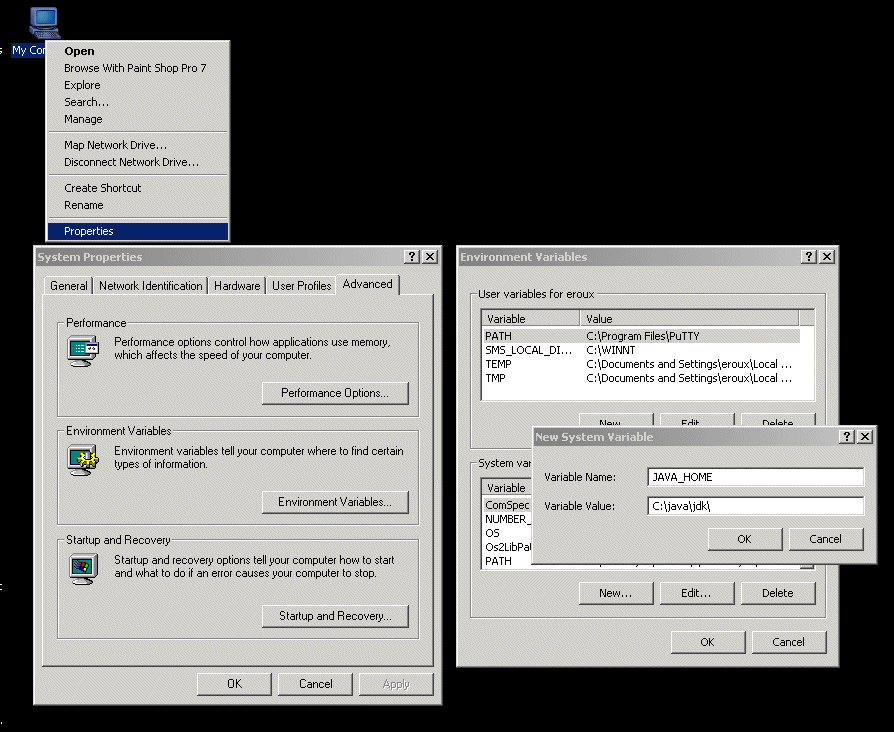 My Com
Open
Browse With Paint Shop Pro 7
Explore
Search...
Manage
Map Network Drive...
Disconnect Network Drive...
Create Shortcut
Rename
Properties
System Properties
General Network Identification Hardware User Profiles Advanced
Performance
Performance options control how applications use memory,
which affects the speed of your computer.
Performance Options...
Environment Variables
Environment variables tell your computer where to find certain
types of information.
Environment Variables...
Startup and Recovery
Startup and recovery options tell your computer how to start
and what to do if an error causes your computer to stop.
Startup and Recovery...
OK Cancel Apply
Environment Variables
User variables for eroux
Variable Value
PATH C:\Program Files\PuTTY
SMS_LOCAL_DI... C:\WINNT
TEMP C:\Documents and Settings\eroux\Local ...
TMP C:\Documents and Settings\eroux\Local ...
New... Edit... Delete
System var
Variable
ComSpec
NUMBER_
OS
Os2LibPat
PATH
New... Edit... Delete
OK Cancel
New System Variable
Variable Name: JAVA_HOME
Variable Value: C:\java\jdk\
OK Cancel